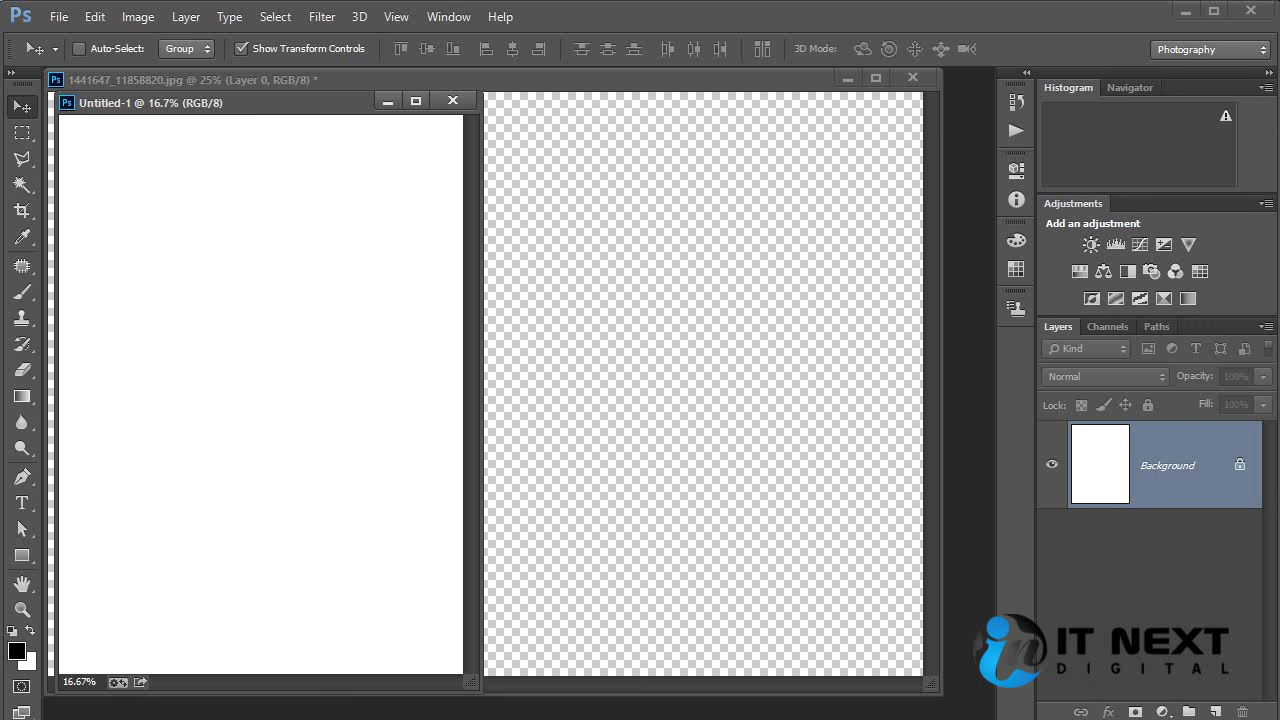 Ps File Edit Image Layer Type Select Filter 3D View Window Help
Auto-Select: Group Show Transform Controls 3D Mode: Photography
Ps 1441647_11858820.jpg @ 25% (Layer 0, RGB/8) *
Ps Untitled-1 @ 16.7% (RGB/8)
Histogram Navigator
Adjustments
Add an adjustment
Layers Channels Paths
Kind
Normal Opacity: 100%
Lock: Fill: 100%
Background
16.67%
IT NEXT
DIGITAL